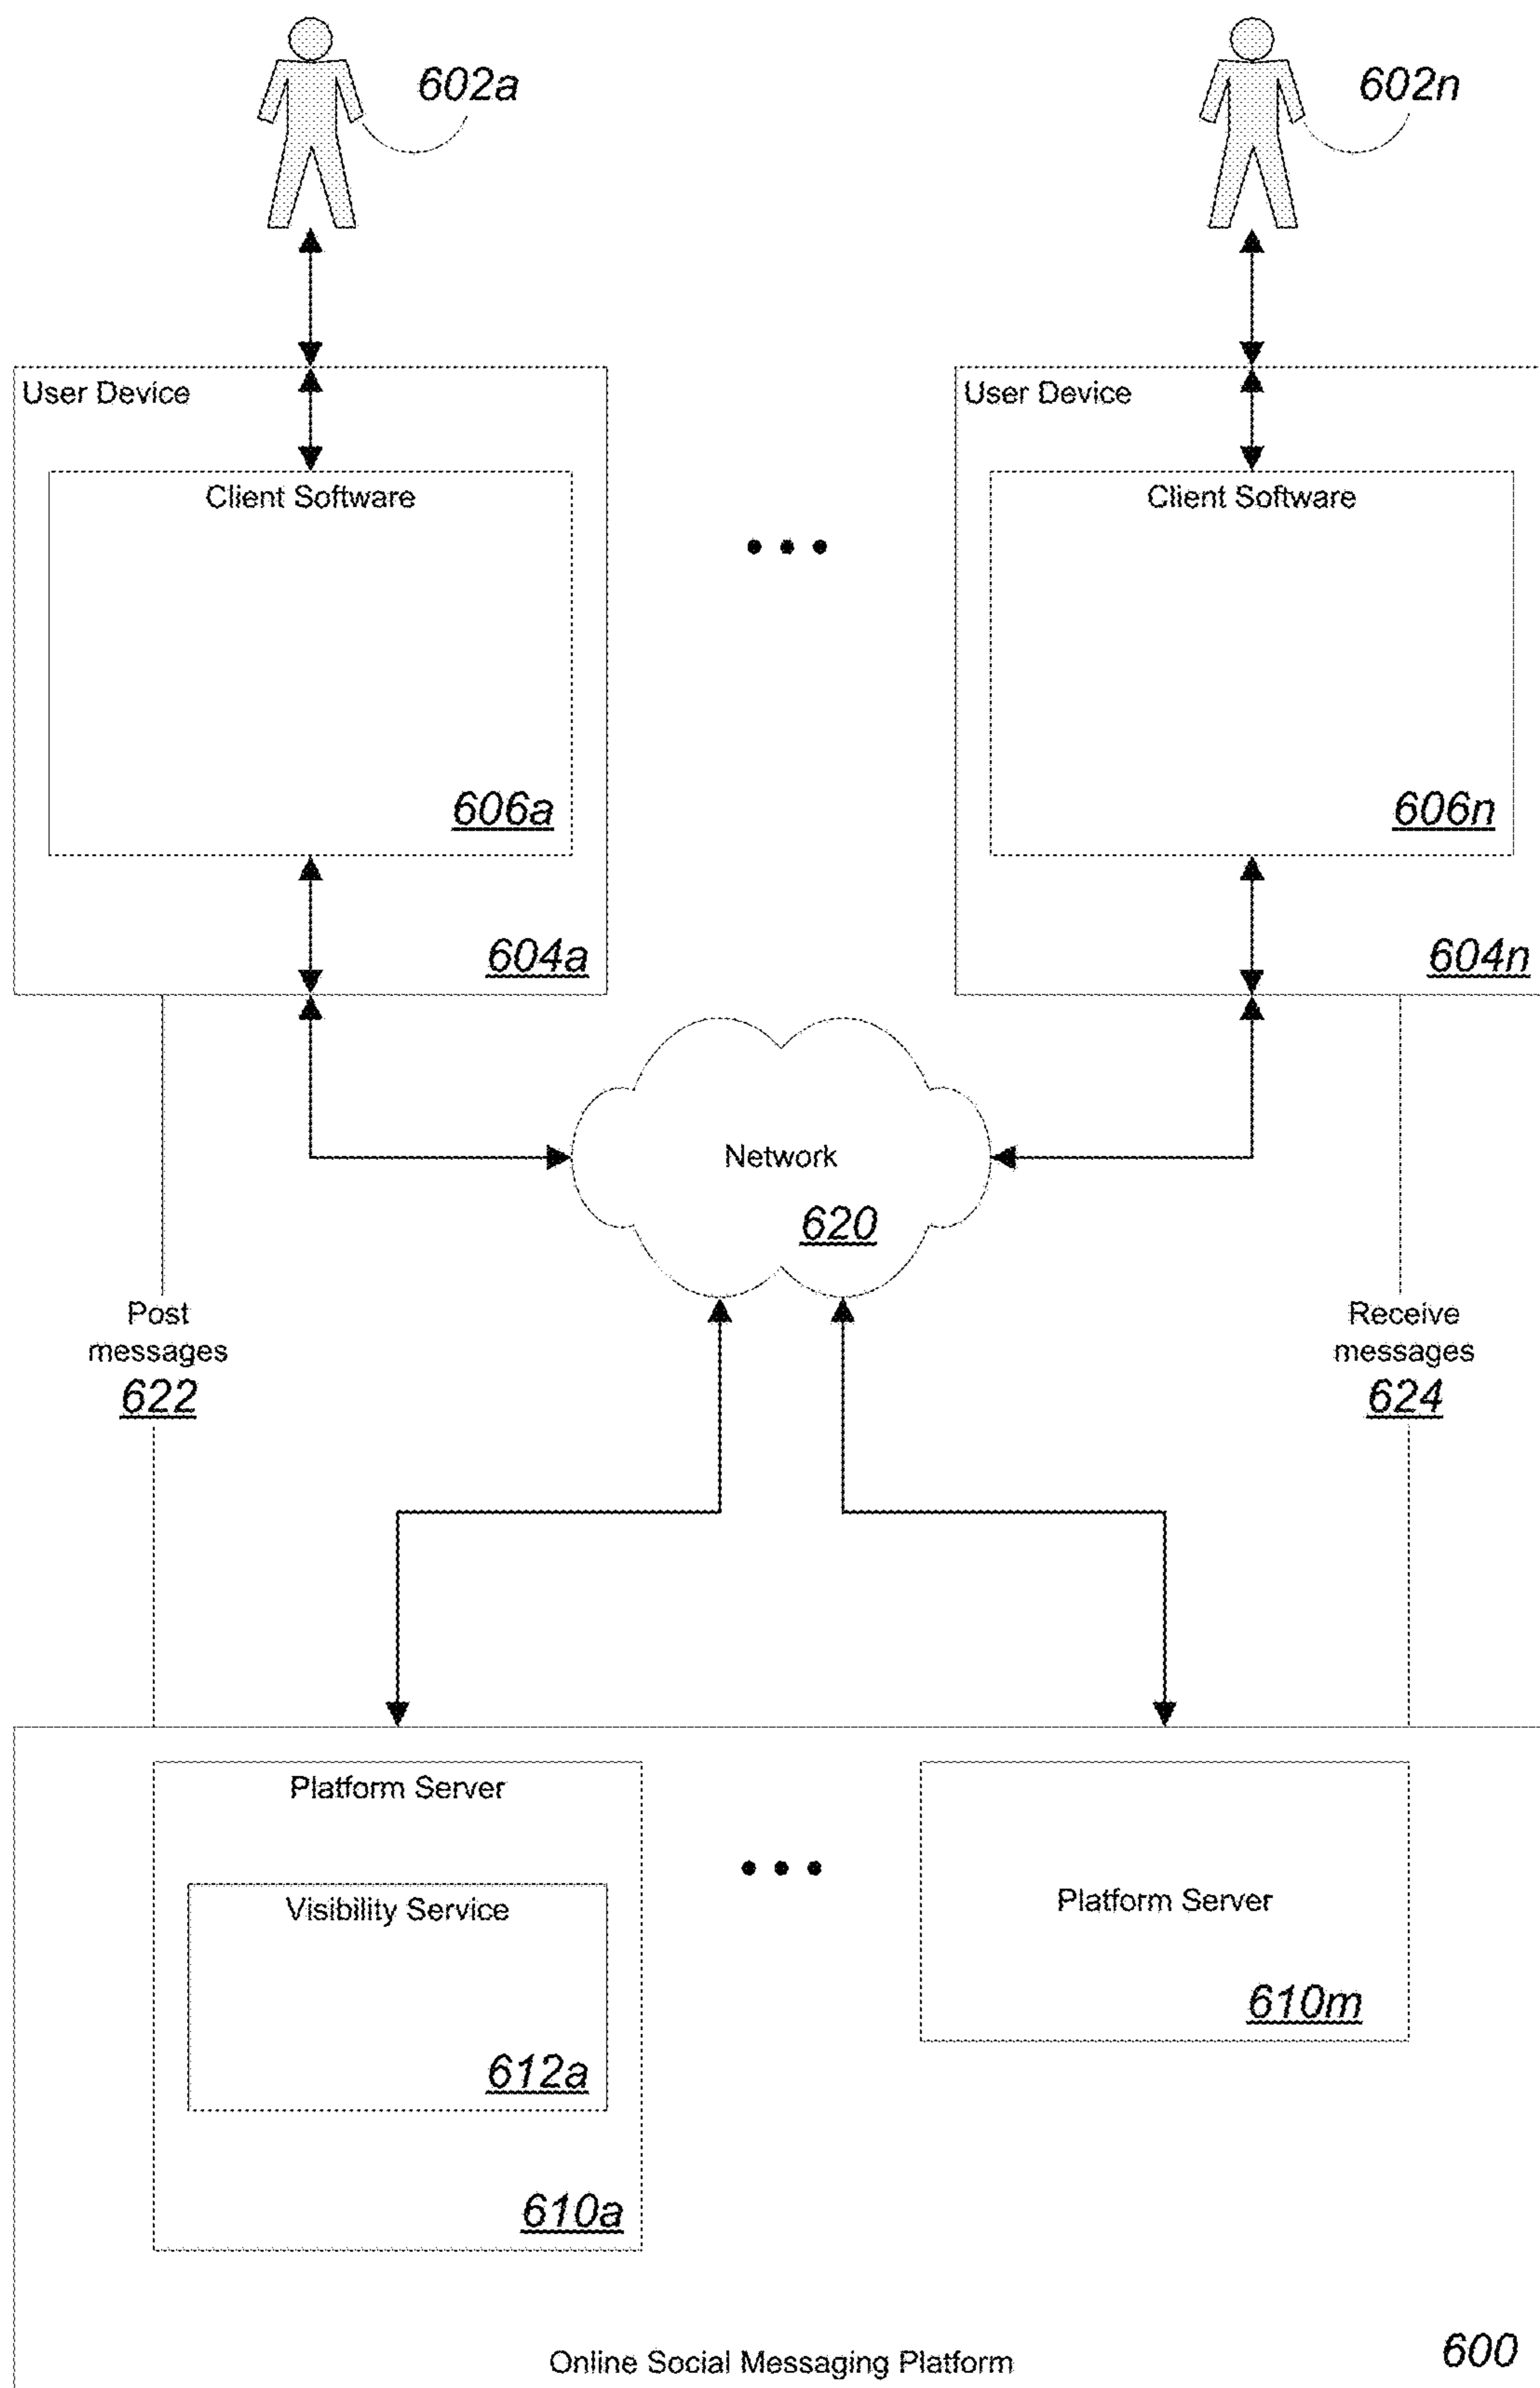 602a
602n
User Device
User Device
Client Software
Client Software
606a
606n
604a
604n
Network
620
Post
messages
622
Receive
messages
624
Platform Server
Visibility Service
612a
610a
Platform Server
610m
Online Social Messaging Platform
600